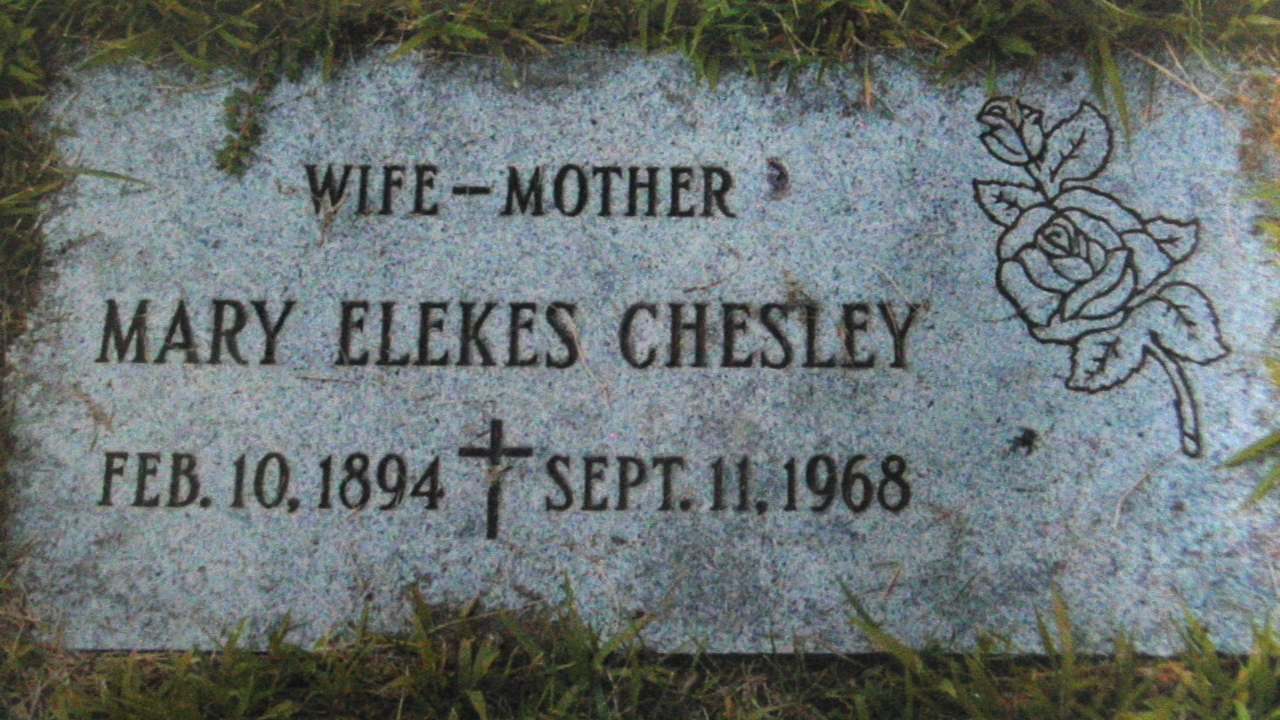 WIFE – MOTHER
MARY ELEKES CHESLEY
FEB. 10, 1894 ✝ SEPT. 11, 1968